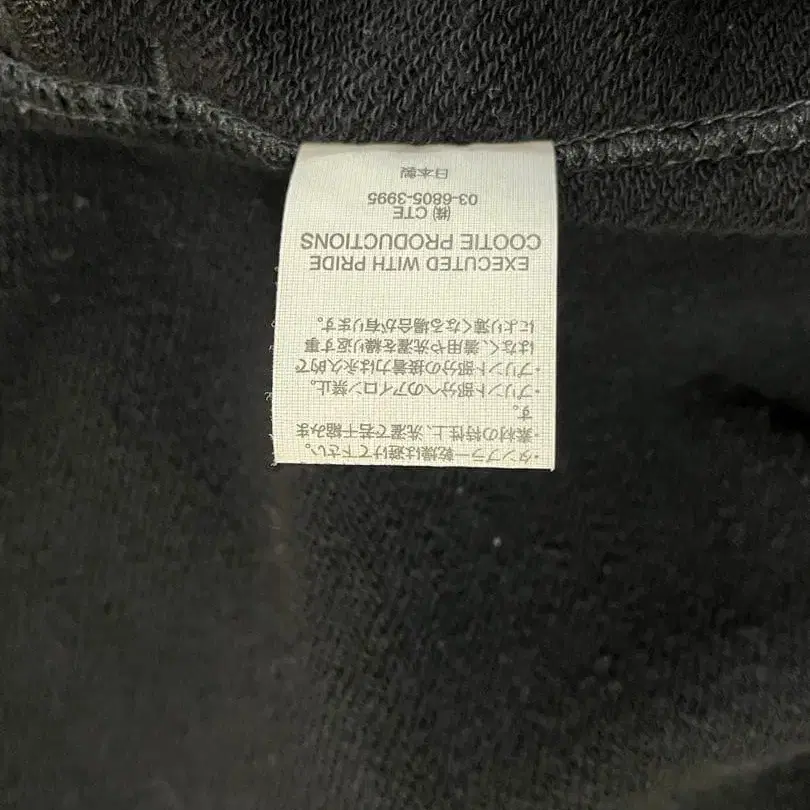 ・タンブラー乾燥は避けて下さい。
・素材の特性上、洗濯で若干縮みま
す。
・プリント部分へのアイロン禁止。
・プリント部分の接着力は永久的で
はなく、着用や洗濯を繰り返す事
により薄くなる場合が有ります。
EXECUTED WITH PRIDE
COOTIE PRODUCTIONS
㈱ CTE
03-6805-3995
日本製